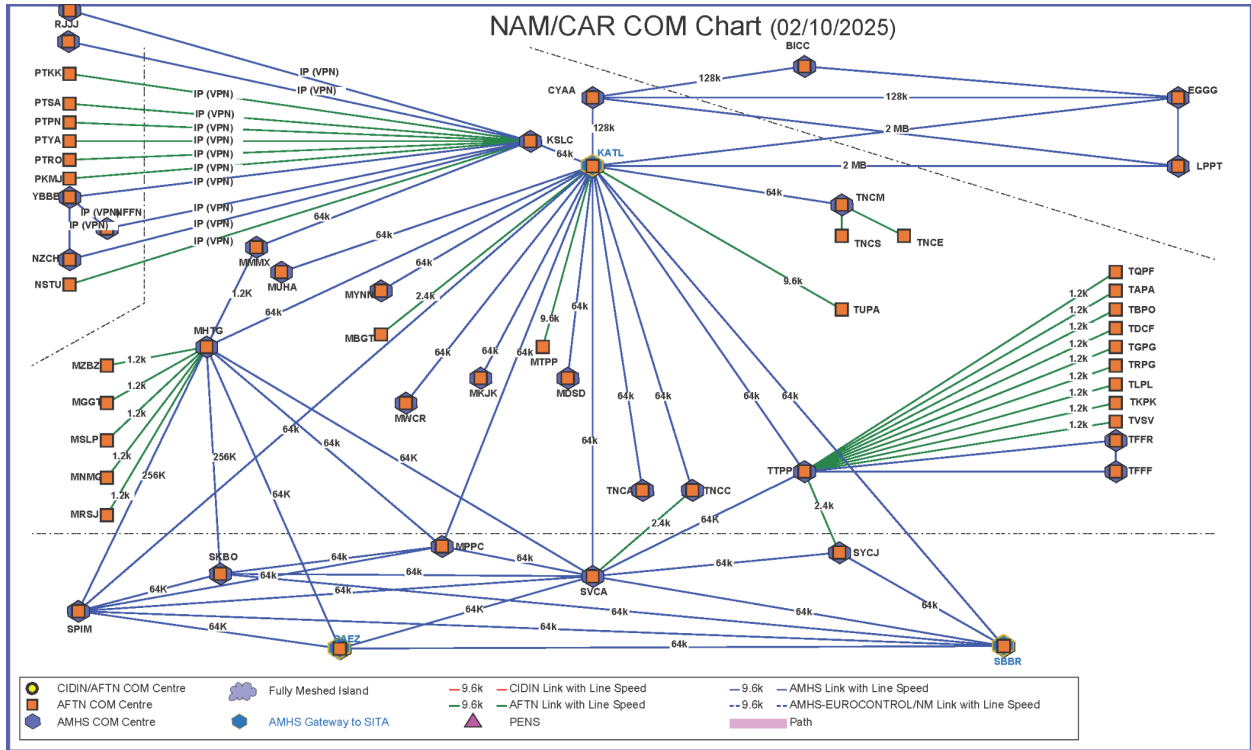 NAM/CAR COM Chart (02/10/2025)
RJJJ
BICC
PTKK
IP (VPN)
IP (VPN)
128k
CYAA
EGGG
128k
PTSA
IP (VPN)
PTPN
IP (VPN)
128k
2 MB
PTYA
IP (VPN)
KSLC
64k
KATL
PTRO
IP (VPN)
2 MB
LPPT
PKMJ
IP (VPN)
YBBB
IP (VPN)
64k
TNCM
IP (VPN)
NFFN
IP (VPN)
IP (VPN)
64k
TNCS
TNCE
IP (VPN)
64k
NZCH
MMMX
64k
TQPF
NSTU
MUHA
MYNN
9.6k
TAPA
1.2K
2.4k
1.2k
TBPO
64k
9.6k
TUPA
1.2k
TDCF
MHTG
MBGT
MTPP
64k
64k
1.2k
TGPG
MZBZ
1.2k
64k
64k
1.2k
TRPG
1.2k
TLPL
MGGT
1.2k
MWCR
MKJK
MDSD
64k
64k
64k
1.2k
TKPK
1.2k
TVSV
MSLP
1.2k
64k
64k
1.2k
TFFR
64k
1.2k
MNMG
1.2k
256K
256K
64K
TTPP
TFFF
MRSJ
1.2k
64K
TNCA
TNCC
2.4k
64K
2.4k
SKBO
64k
MPPC
64k
64k
SYCJ
64K
64k
64k
SVCA
64k
SPIM
64K
64K
64k
64k
64k
64k
SAEZ
64k
SBBR
CIDIN/AFTN COM Centre
Fully Meshed Island
9.6k
CIDIN Link with Line Speed
9.6k
AMHS Link with Line Speed
AFTN COM Centre
9.6k
AFTN Link with Line Speed
9.6k
AMHS-EUROCONTROL/NM Link with Line Speed
AMHS COM Centre
AMHS Gateway to SITA
PENS
Path